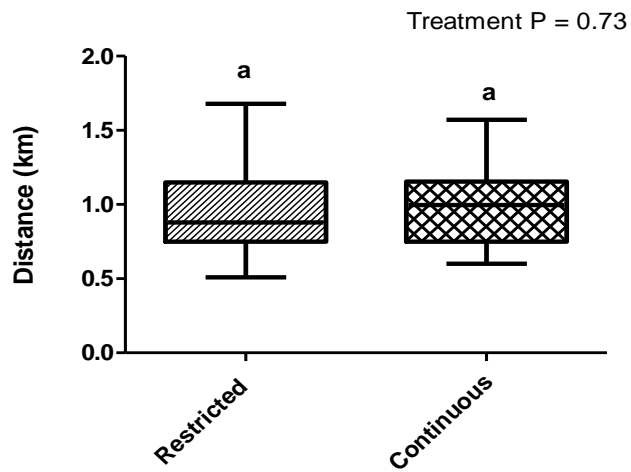 Treatment P = 0.73
Distance (km)
2.0
1.5
1.0
0.5
0.0
a
a
Restricted
Continuous